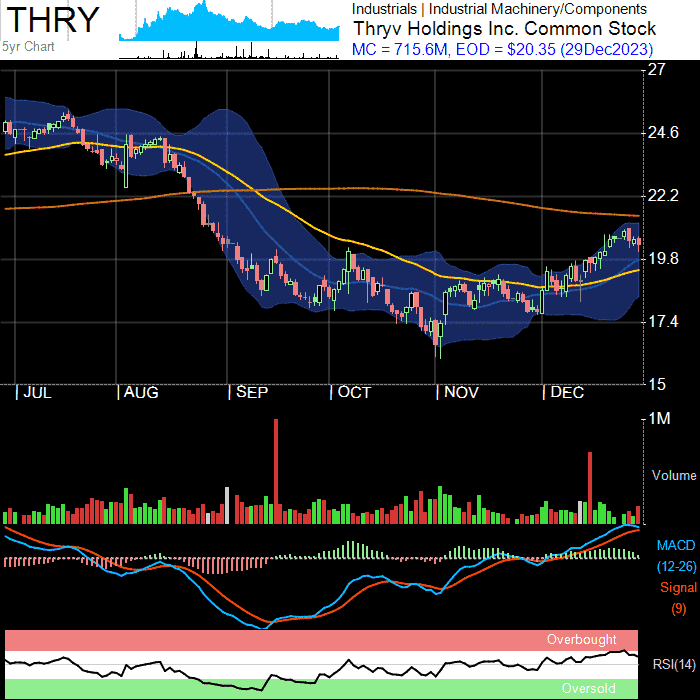 THRY
5yr Chart
Industrials | Industrial Machinery/Components
Thryv Holdings Inc. Common Stock
MC = 715.6M, EOD = $20.35 (29Dec2023)
27
24.6
22.2
19.8
17.4
15
| JUL | AUG | SEP | OCT | NOV | DEC
1M
Volume
MACD
(12-26)
Signal
(9)
Overbought
RSI(14)
Oversold